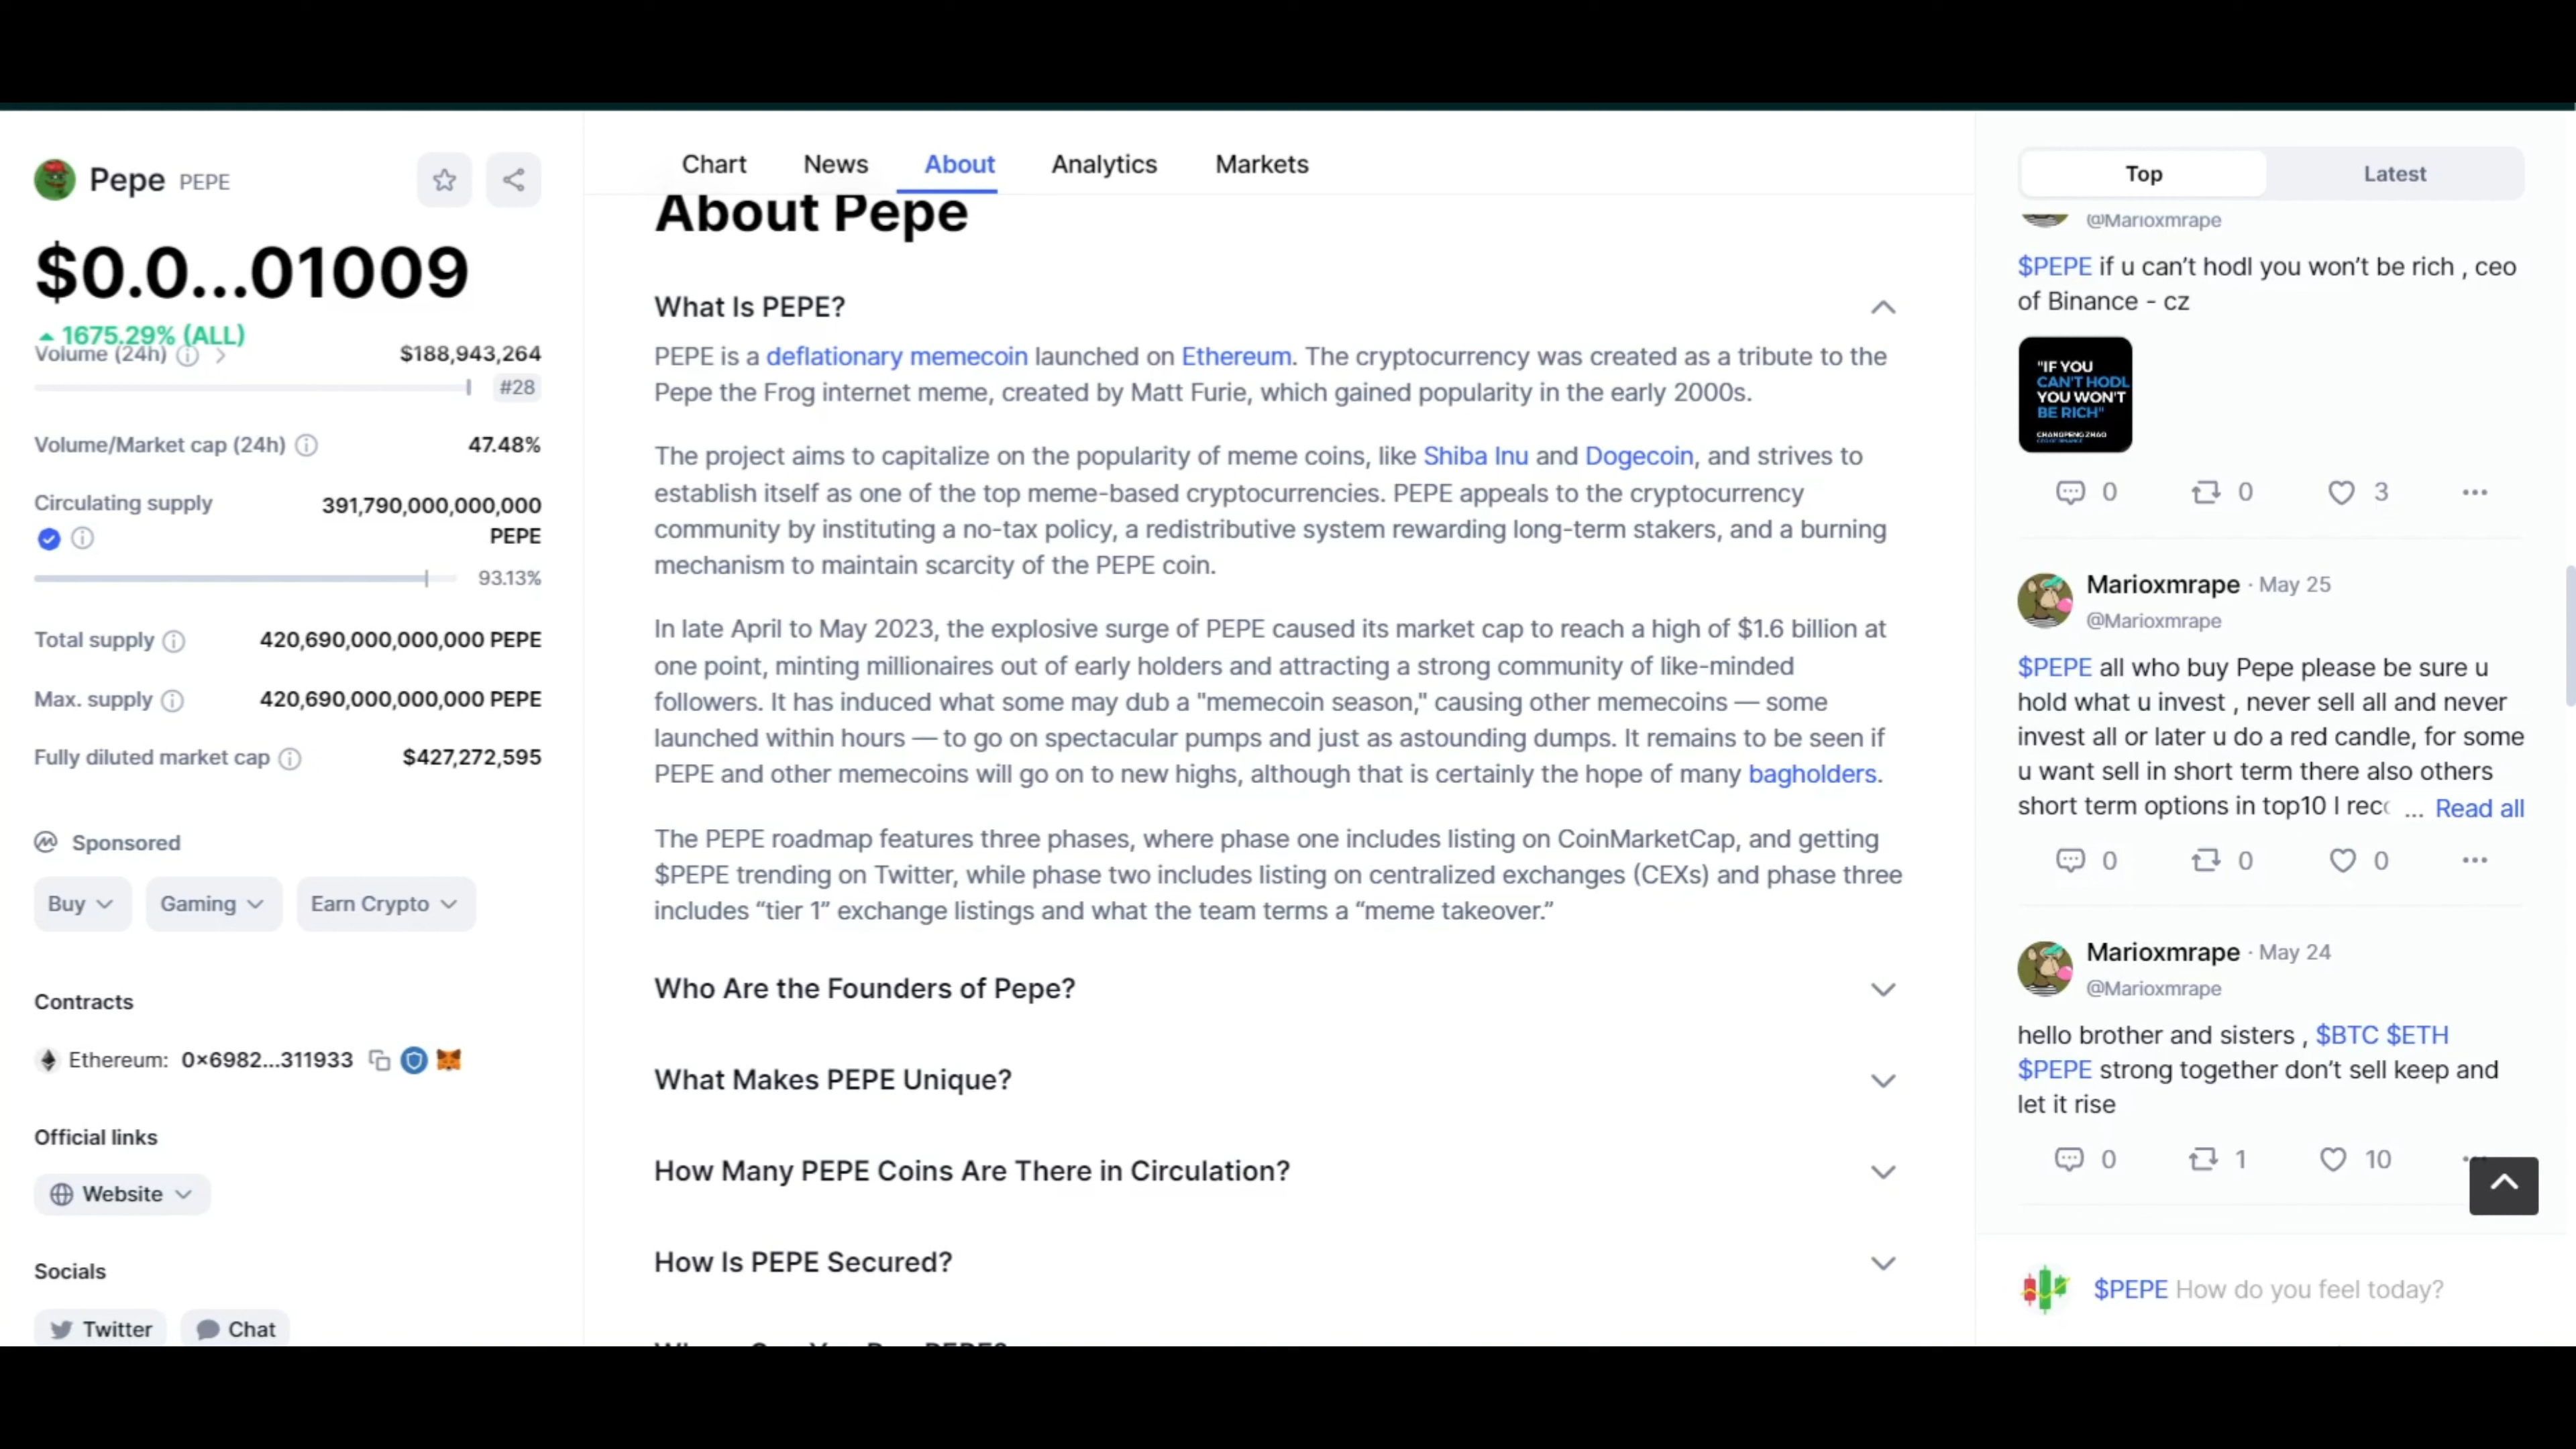 Pepe PEPE
$0.0...01009
1675.29% (ALL)
Volume (24h)
$188,943,264
#28
Volume/Market cap (24h)
47.48%
Circulating supply
391,790,000,000,000
PEPE
93.13%
Total supply
420,690,000,000,000 PEPE
Max. supply
420,690,000,000,000 PEPE
Fully diluted market cap
$427,272,595
Sponsored
Buy
Gaming
Earn Crypto
Contracts
Ethereum: 0x6982...311933
Official links
Website
Socials
Twitter
Chat
Chart
News
About
Analytics
Markets
About Pepe
What Is PEPE?
PEPE is a deflationary memecoin launched on Ethereum. The cryptocurrency was created as a tribute to the
Pepe the Frog internet meme, created by Matt Furie, which gained popularity in the early 2000s.
The project aims to capitalize on the popularity of meme coins, like Shiba Inu and Dogecoin, and strives to
establish itself as one of the top meme-based cryptocurrencies. PEPE appeals to the cryptocurrency
community by instituting a no-tax policy, a redistributive system rewarding long-term stakers, and a burning
mechanism to maintain scarcity of the PEPE coin.
In late April to May 2023, the explosive surge of PEPE caused its market cap to reach a high of $1.6 billion at
one point, minting millionaires out of early holders and attracting a strong community of like-minded
followers. It has induced what some may dub a "memecoin season," causing other memecoins — some
launched within hours — to go on spectacular pumps and just as astounding dumps. It remains to be seen if
PEPE and other memecoins will go on to new highs, although that is certainly the hope of many bagholders.
The PEPE roadmap features three phases, where phase one includes listing on CoinMarketCap, and getting
$PEPE trending on Twitter, while phase two includes listing on centralized exchanges (CEXs) and phase three
includes “tier 1” exchange listings and what the team terms a “meme takeover.”
Who Are the Founders of Pepe?
What Makes PEPE Unique?
How Many PEPE Coins Are There in Circulation?
How Is PEPE Secured?
Top
Latest
@Marioxmrape
$PEPE if u can’t hodl you won’t be rich , ceo
of Binance - cz
"IF YOU
CAN'T HODL
YOU WON'T
BE RICH"
CHANGPENG ZHAO
0
0
3
Marioxmrape · May 25
@Marioxmrape
$PEPE all who buy Pepe please be sure u
hold what u invest , never sell all and never
invest all or later u do a red candle, for some
u want sell in short term there also others
short term options in top10 I ... Read all
0
0
0
Marioxmrape · May 24
@Marioxmrape
hello brother and sisters , $BTC $ETH
$PEPE strong together don’t sell keep and
let it rise
0
1
10
$PEPE How do you feel today?